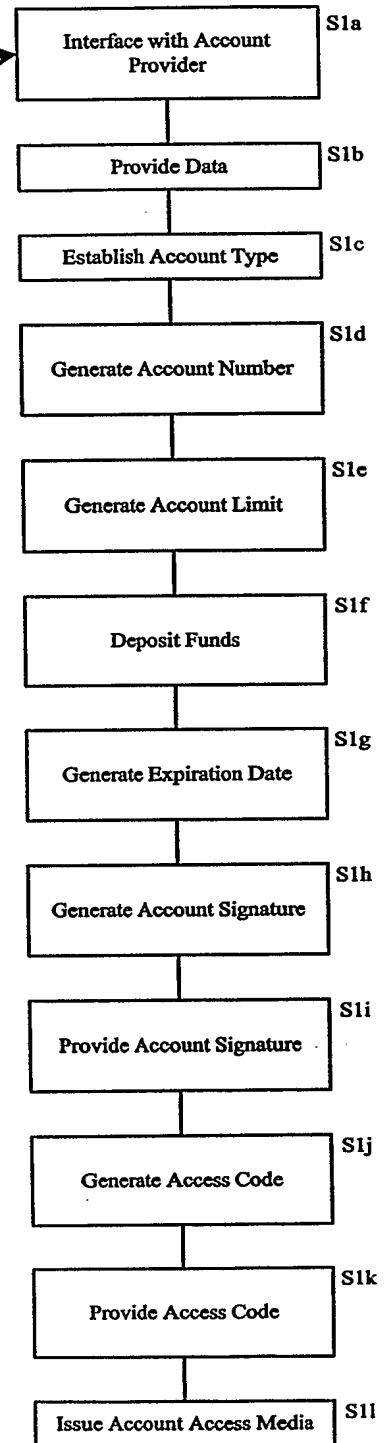 S1a
Interface with Account
Provider
S1b
Provide Data
S1c
Establish Account Type
S1d
Generate Account Number
S1e
Generate Account Limit
S1f
Deposit Funds
S1g
Generate Expiration Date
S1h
Generate Account Signature
S1i
Provide Account Signature
S1j
Generate Access Code
S1k
Provide Access Code
S1l
Issue Account Access Media